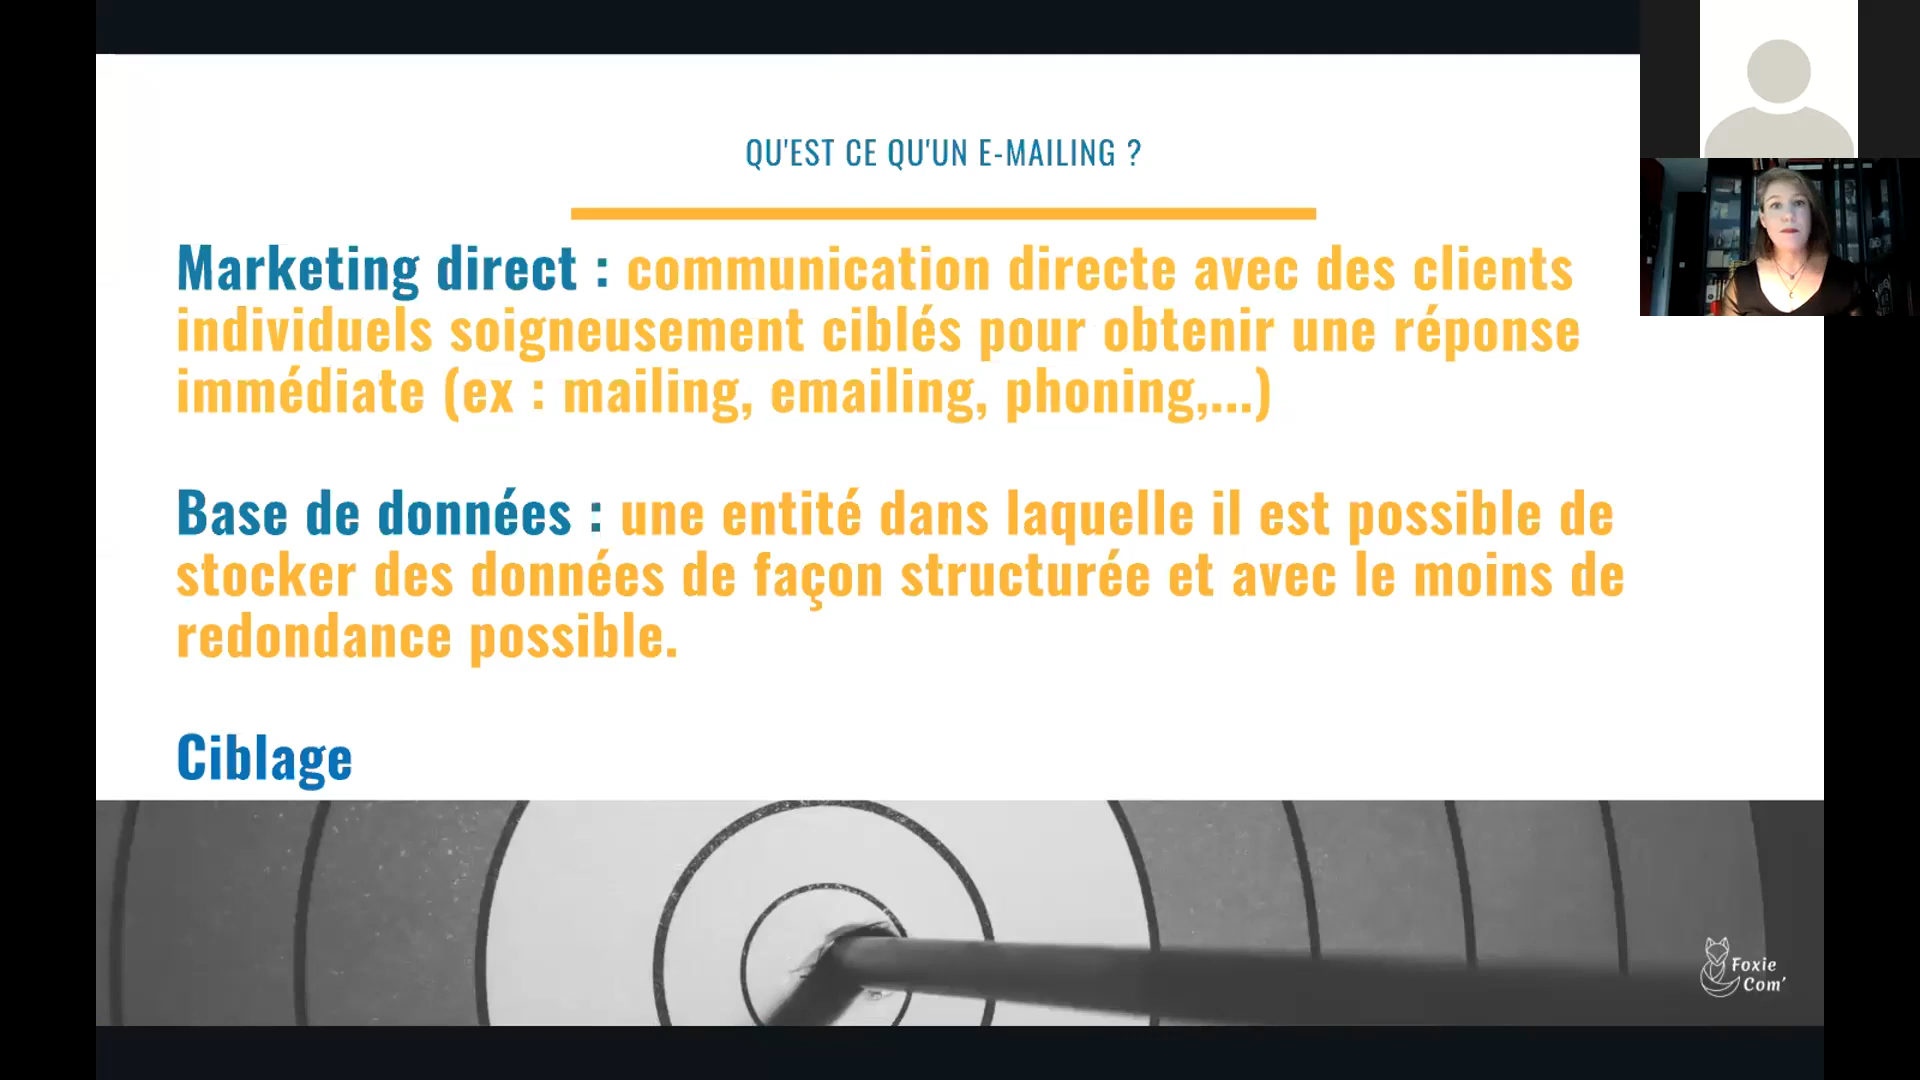 QU'EST CE QU'UN E-MAILING ?
Marketing direct : communication directe avec des clients
individuels soigneusement ciblés pour obtenir une réponse
immédiate (ex : mailing, emailing, phoning,...)
Base de données : une entité dans laquelle il est possible de
stocker des données de façon structurée et avec le moins de
redondance possible.
Ciblage
Foxie
Com'